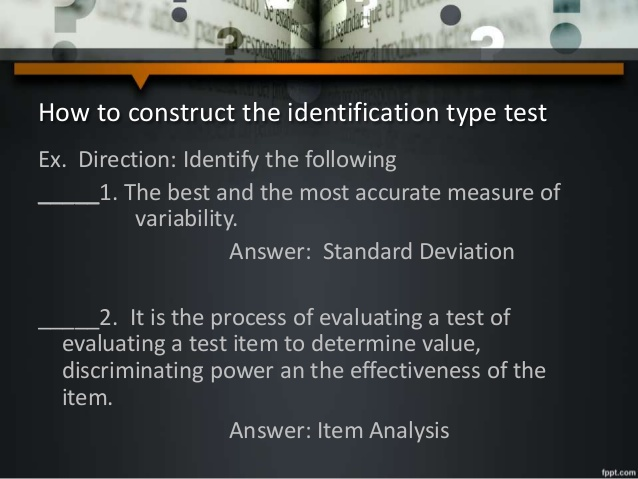 How to construct the identification type test
Ex. Direction: Identify the following
_____1. The best and the most accurate measure of
variability.
Answer: Standard Deviation
_____2. It is the process of evaluating a test of
evaluating a test item to determine value,
discriminating power an the effectiveness of the
item.
Answer: Item Analysis
fppt.com